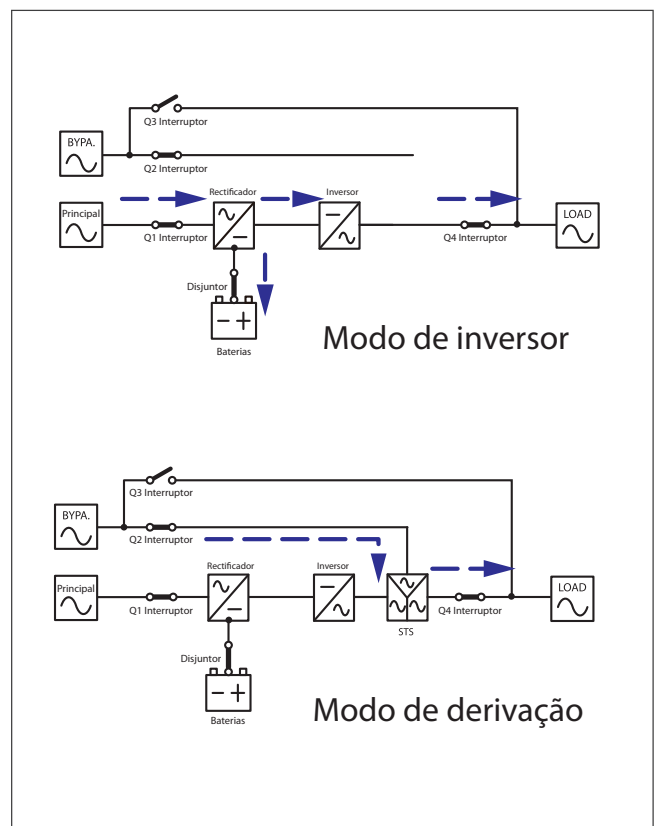 Q3 Interruptor
BYPA.
Q2 Interruptor
Rectificador
Inversor
Principal
LOAD
Q1 Interruptor
Q4 Interruptor
Disjuntor
Baterias
Modo de inversor
Q3 Interruptor
BYPA.
Q2 Interruptor
Rectificador
Inversor
Principal
LOAD
Q1 Interruptor
Q4 Interruptor
STS
Disjuntor
Baterias
Modo de derivação